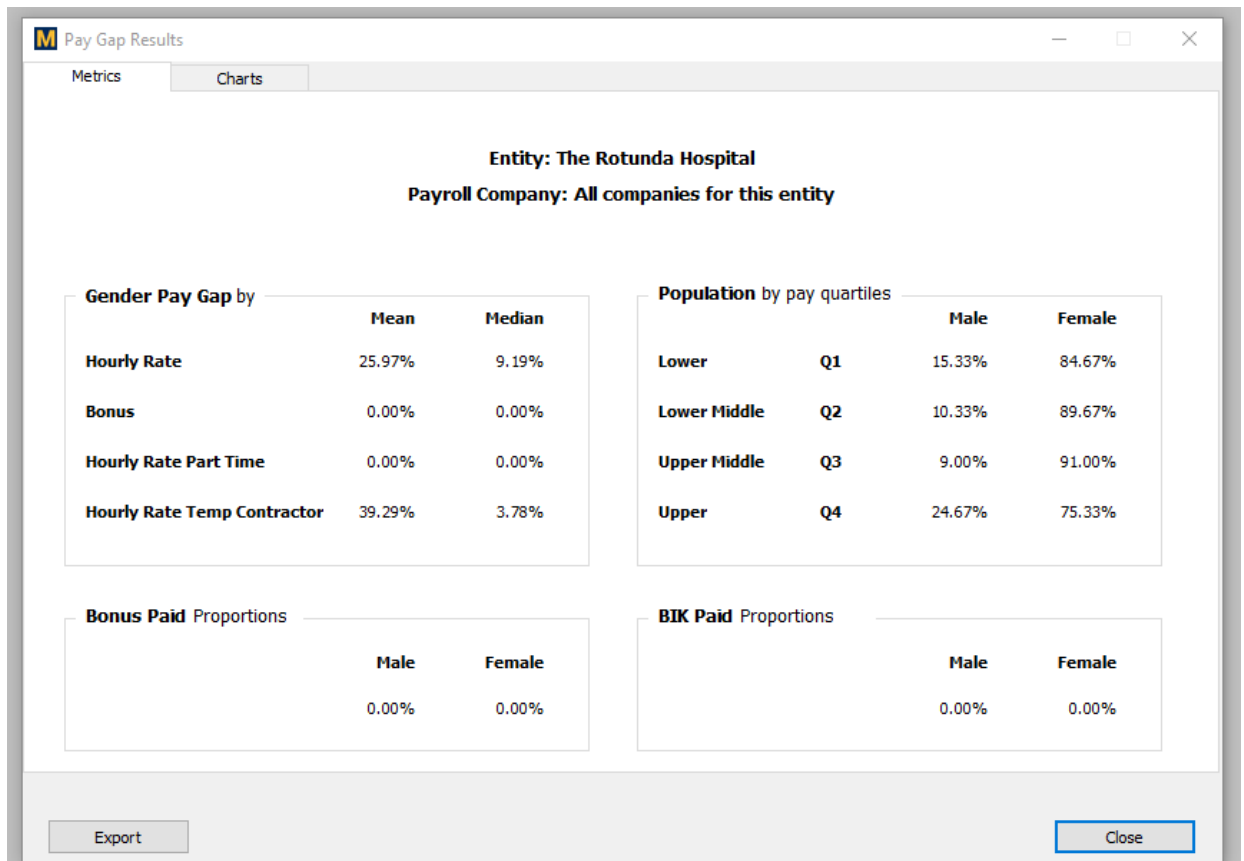 M Pay Gap Results
Metrics Charts
Entity: The Rotunda Hospital
Payroll Company: All companies for this entity
Gender Pay Gap by
Mean Median
Hourly Rate 25.97% 9.19%
Bonus 0.00% 0.00%
Hourly Rate Part Time 0.00% 0.00%
Hourly Rate Temp Contractor 39.29% 3.78%
Population by pay quartiles
Male Female
Lower Q1 15.33% 84.67%
Lower Middle Q2 10.33% 89.67%
Upper Middle Q3 9.00% 91.00%
Upper Q4 24.67% 75.33%
Bonus Paid Proportions
Male Female
0.00% 0.00%
BIK Paid Proportions
Male Female
0.00% 0.00%
Export Close